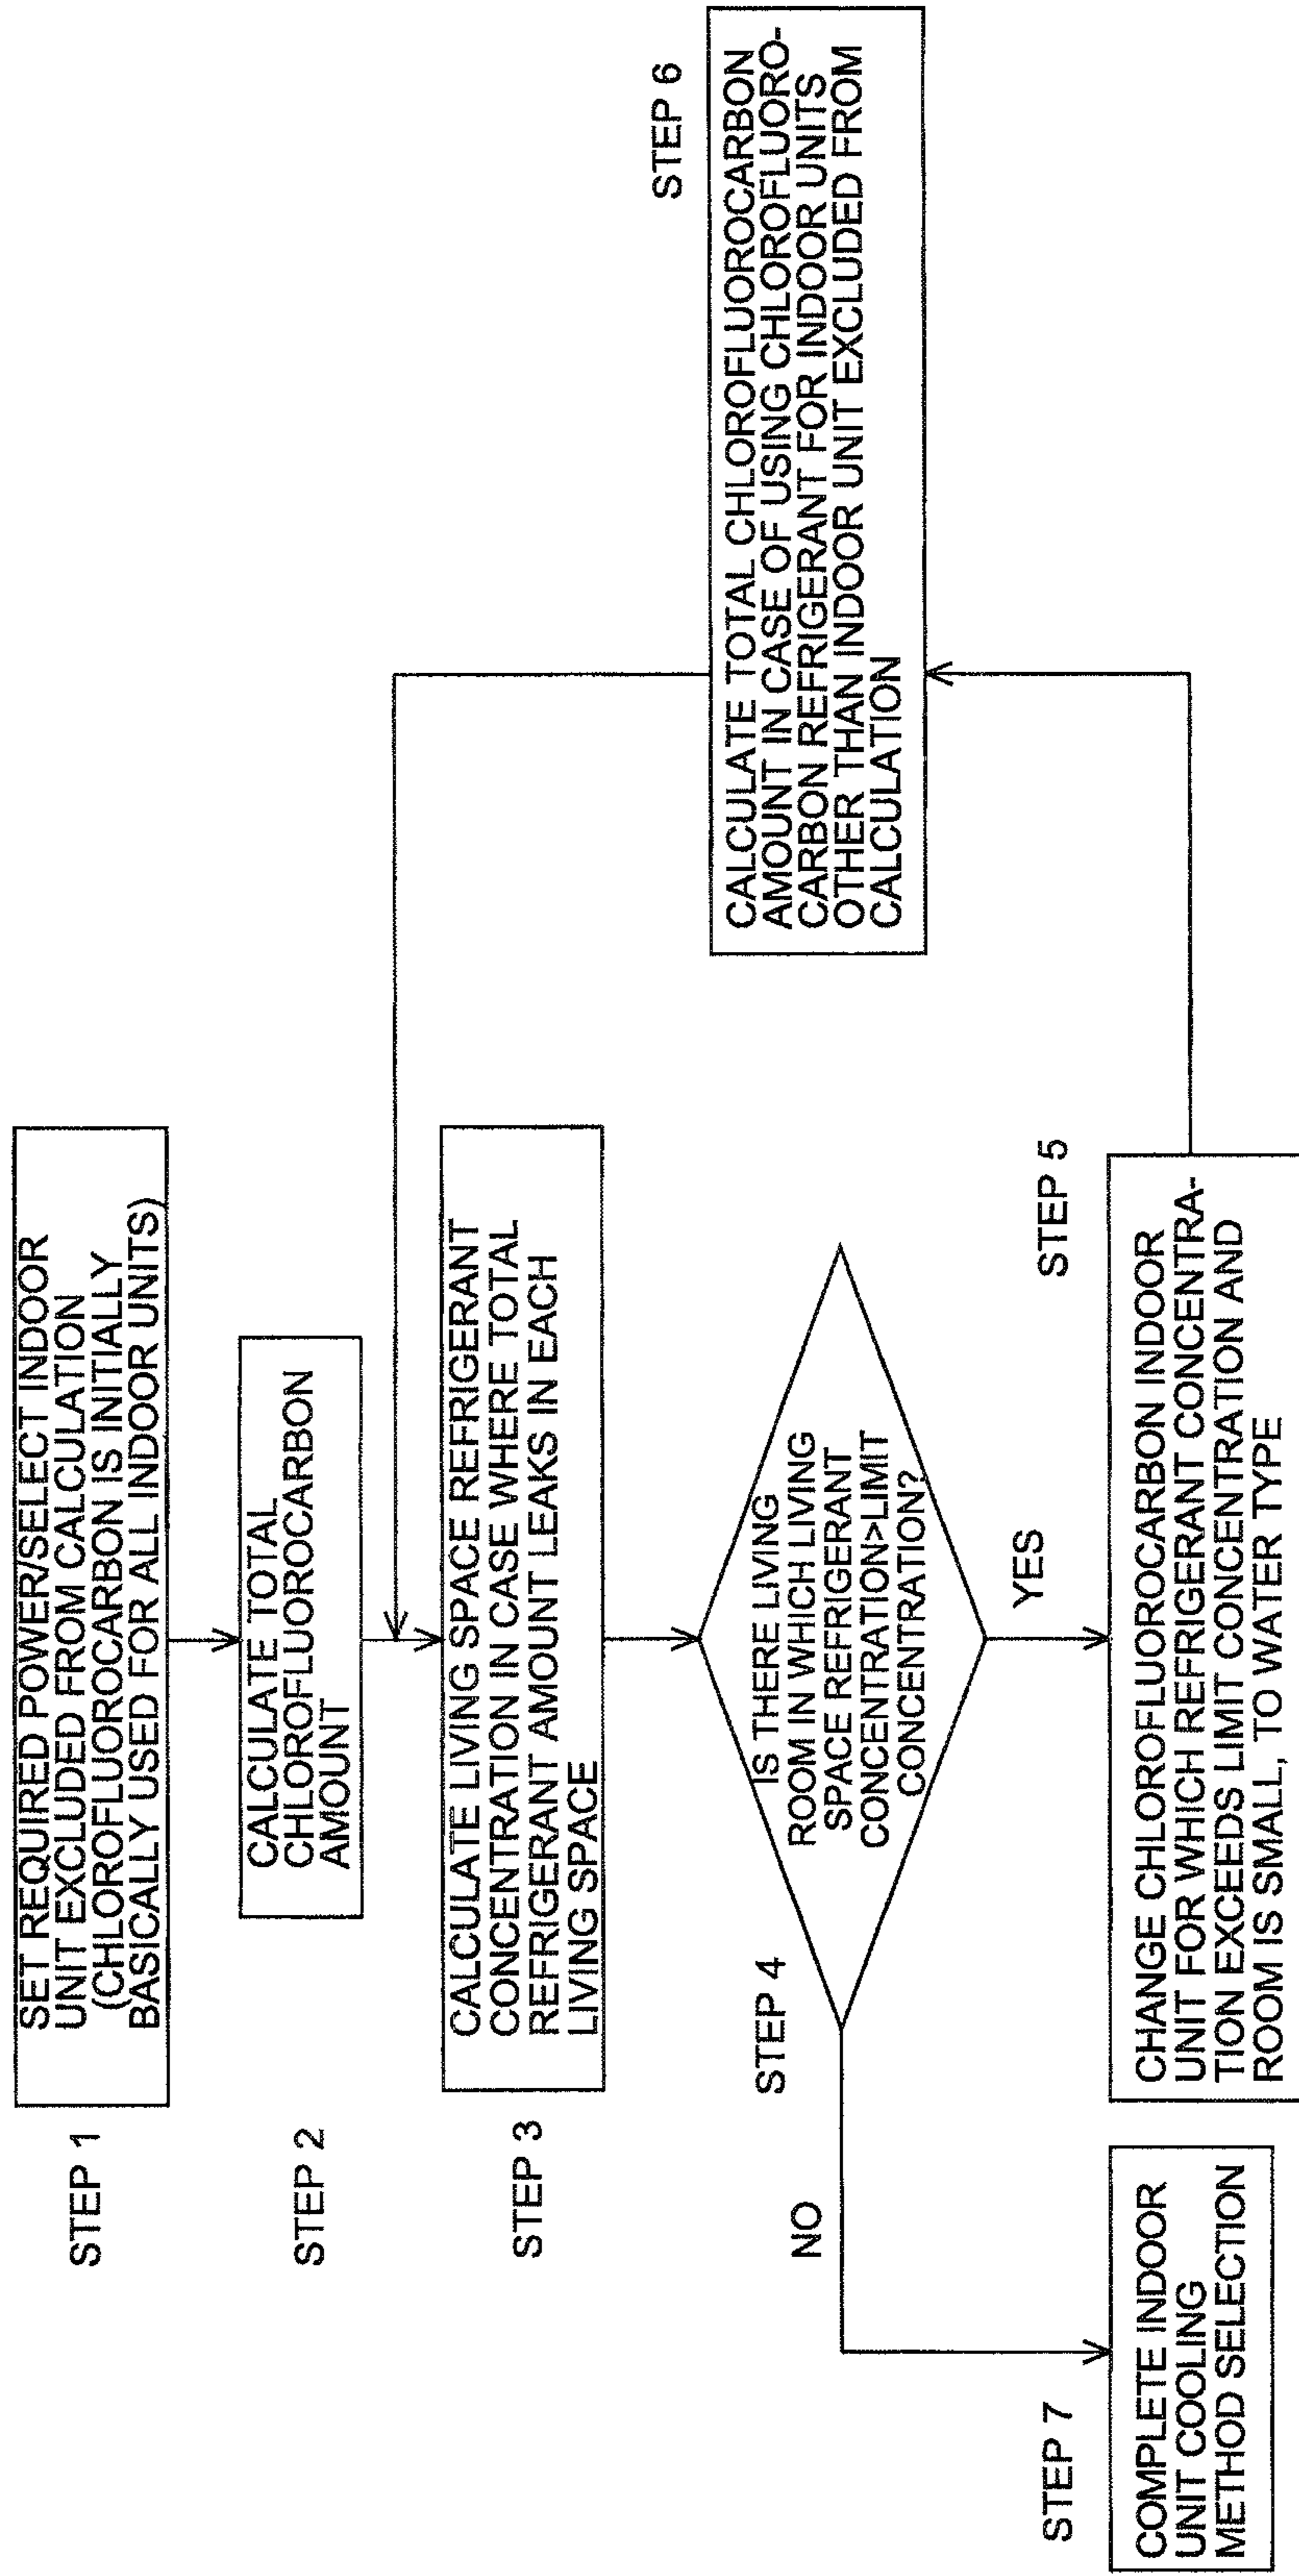 STEP 1
SET REQUIRED POWER/SELECT INDOOR
UNIT EXCLUDED FROM CALCULATION
(CHLOROFLUOROCARBON IS INITIALLY
BASICALLY USED FOR ALL INDOOR UNITS)
STEP 2
CALCULATE TOTAL
CHLOROFLUOROCARBON
AMOUNT
STEP 3
CALCULATE LIVING SPACE REFRIGERANT
CONCENTRATION IN CASE WHERE TOTAL
REFRIGERANT AMOUNT LEAKS IN EACH
LIVING SPACE
STEP 4
IS THERE LIVING
ROOM IN WHICH LIVING
SPACE REFRIGERANT
CONCENTRATION>LIMIT
CONCENTRATION?
NO
YES
STEP 5
CHANGE CHLOROFLUOROCARBON INDOOR
UNIT FOR WHICH REFRIGERANT CONCENTRA-
TION EXCEEDS LIMIT CONCENTRATION AND
ROOM IS SMALL, TO WATER TYPE
STEP 6
CALCULATE TOTAL CHLOROFLUOROCARBON
AMOUNT IN CASE OF USING CHLOROFLUORO-
CARBON REFRIGERANT FOR INDOOR UNITS
OTHER THAN INDOOR UNIT EXCLUDED FROM
CALCULATION
STEP 7
COMPLETE INDOOR
UNIT COOLING
METHOD SELECTION